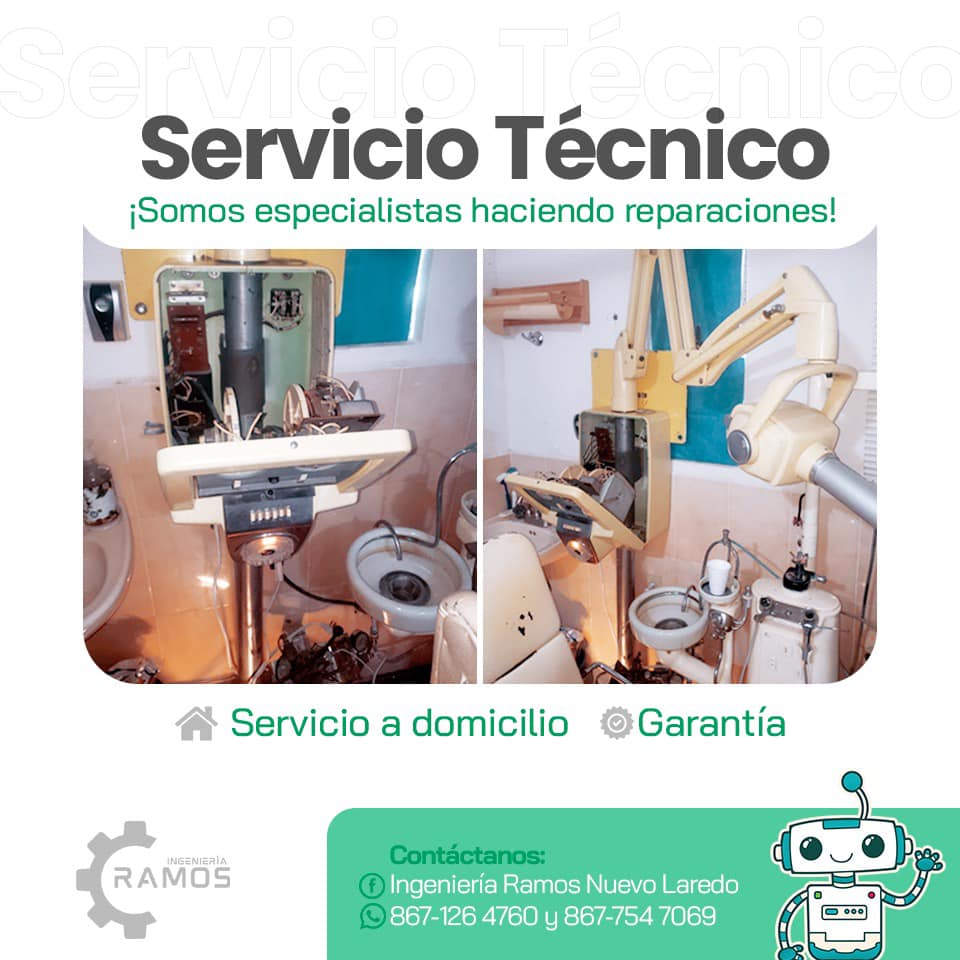 Servicio Técnico
Servicio Técnico
¡Somos especialistas haciendo reparaciones!
Servicio a domicilio
Garantía
INGENIERÍA
RAMOS
Contáctanos:
Ingeniería Ramos Nuevo Laredo
867-126 4760 y 867-754 7069